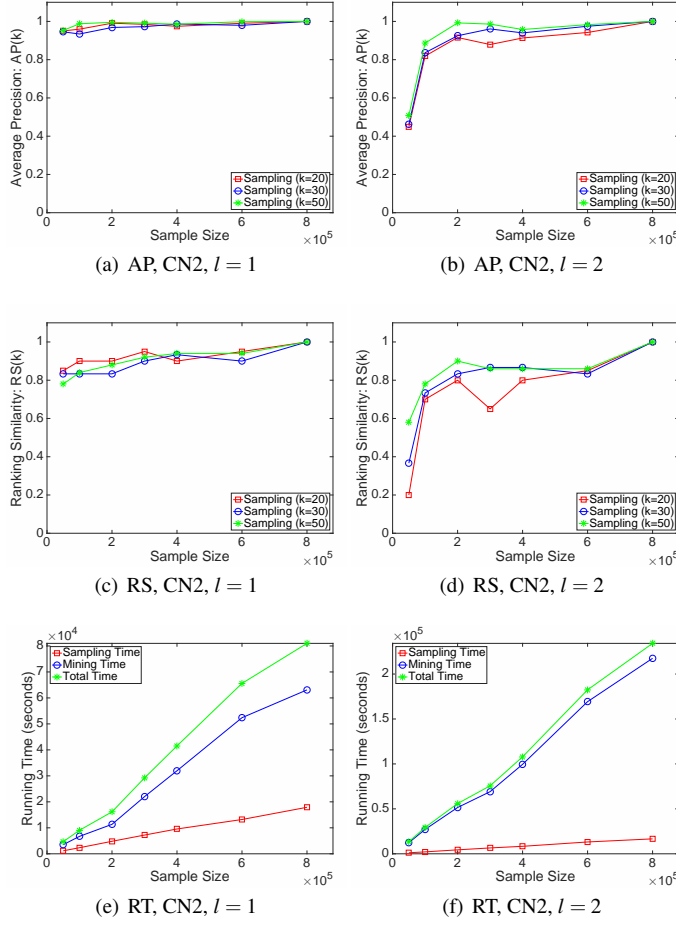 Average Precision: AP(k)
1
0.8
0.6
0.4
0.2
0
Sampling (k=20)
Sampling (k=30)
Sampling (k=50)
0 2 4 6 8
Sample Size ×10^5
(a) AP, CN2, l = 1
Average Precision: AP(k)
1
0.8
0.6
0.4
0.2
0
Sampling (k=20)
Sampling (k=30)
Sampling (k=50)
0 2 4 6 8
Sample Size ×10^5
(b) AP, CN2, l = 2
Ranking Similarity: RS(k)
1
0.8
0.6
0.4
0.2
0
Sampling (k=20)
Sampling (k=30)
Sampling (k=50)
0 2 4 6 8
Sample Size ×10^5
(c) RS, CN2, l = 1
Ranking Similarity: RS(k)
1
0.8
0.6
0.4
0.2
0
Sampling (k=20)
Sampling (k=30)
Sampling (k=50)
0 2 4 6 8
Sample Size ×10^5
(d) RS, CN2, l = 2
×10^4
Running Time (seconds)
8
7
6
5
4
3
2
1
0
Sampling Time
Mining Time
Total Time
0 2 4 6 8
Sample Size ×10^5
(e) RT, CN2, l = 1
×10^5
Running Time (seconds)
2
1.5
1
0.5
0
Sampling Time
Mining Time
Total Time
0 2 4 6 8
Sample Size ×10^5
(f) RT, CN2, l = 2